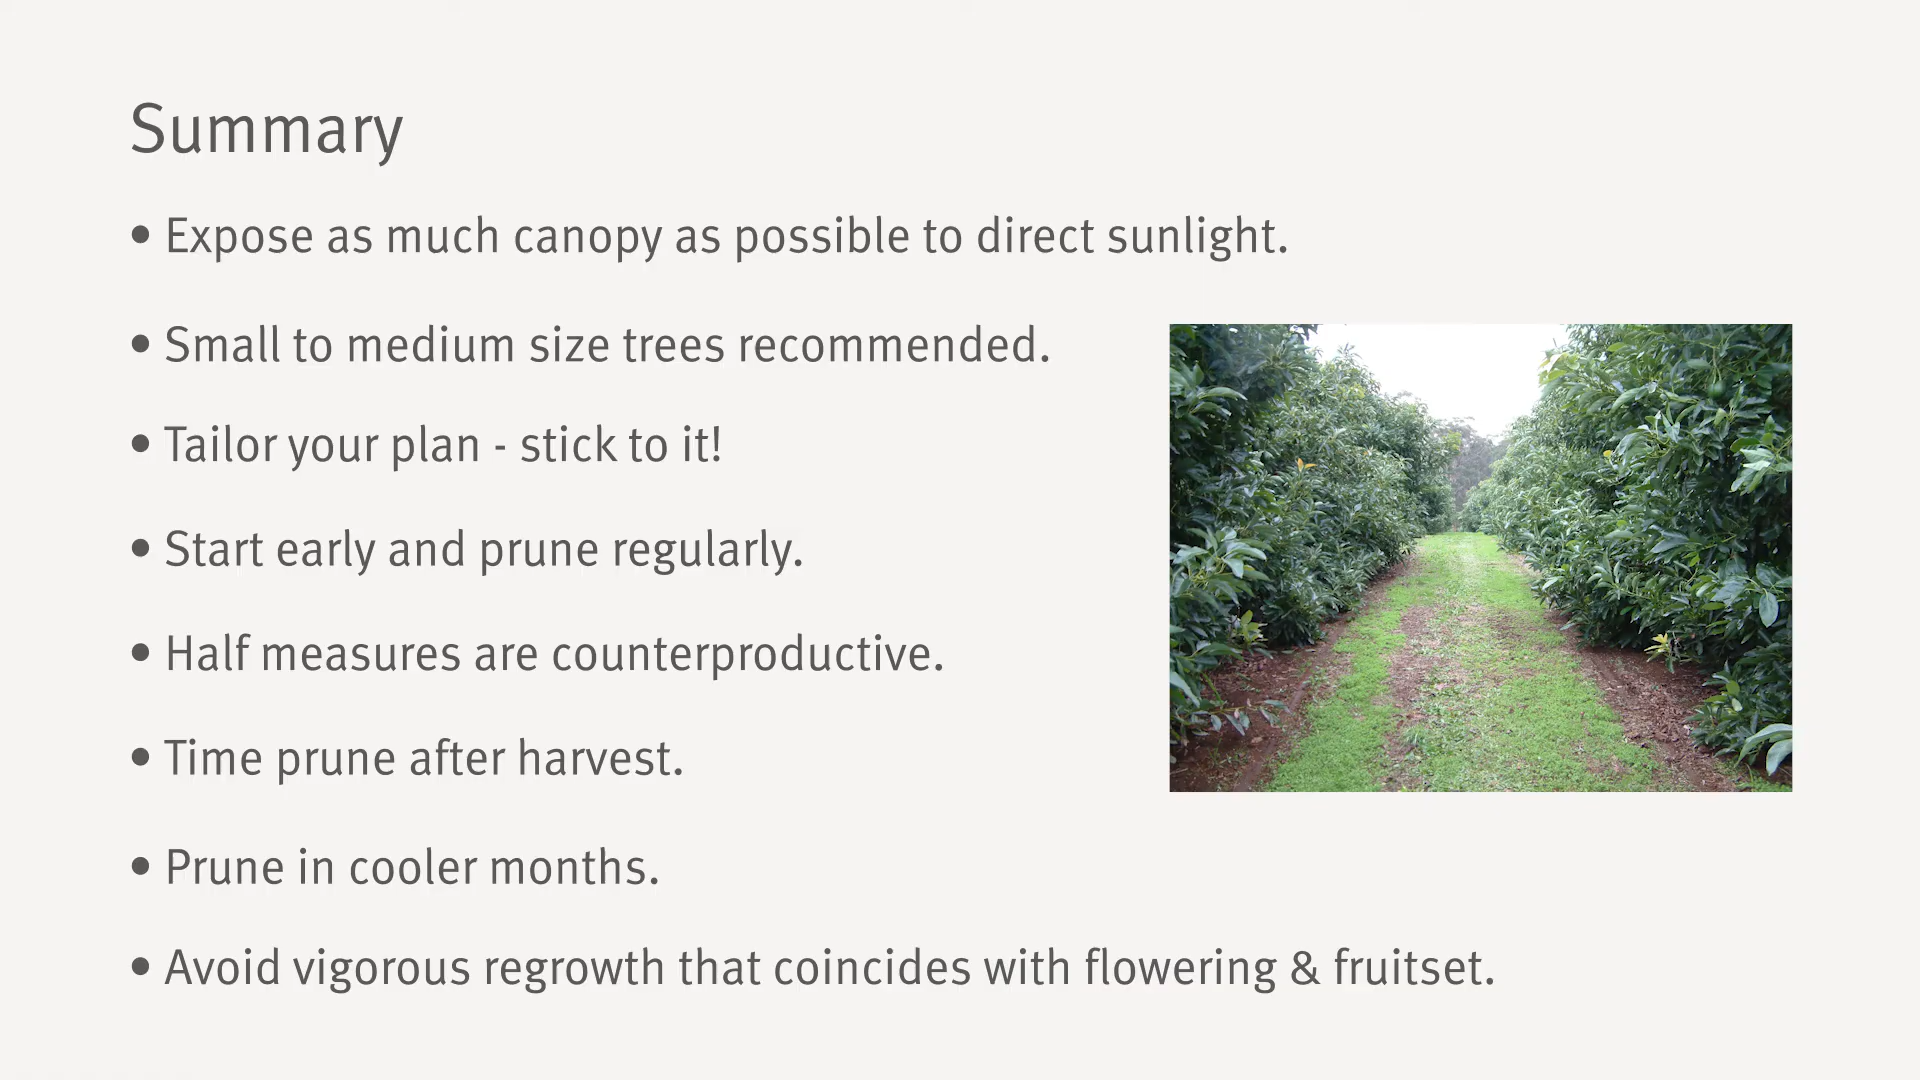 Summary
• Expose as much canopy as possible to direct sunlight.
• Small to medium size trees recommended.
• Tailor your plan - stick to it!
• Start early and prune regularly.
• Half measures are counterproductive.
• Time prune after harvest.
• Prune in cooler months.
• Avoid vigorous regrowth that coincides with flowering & fruitset.